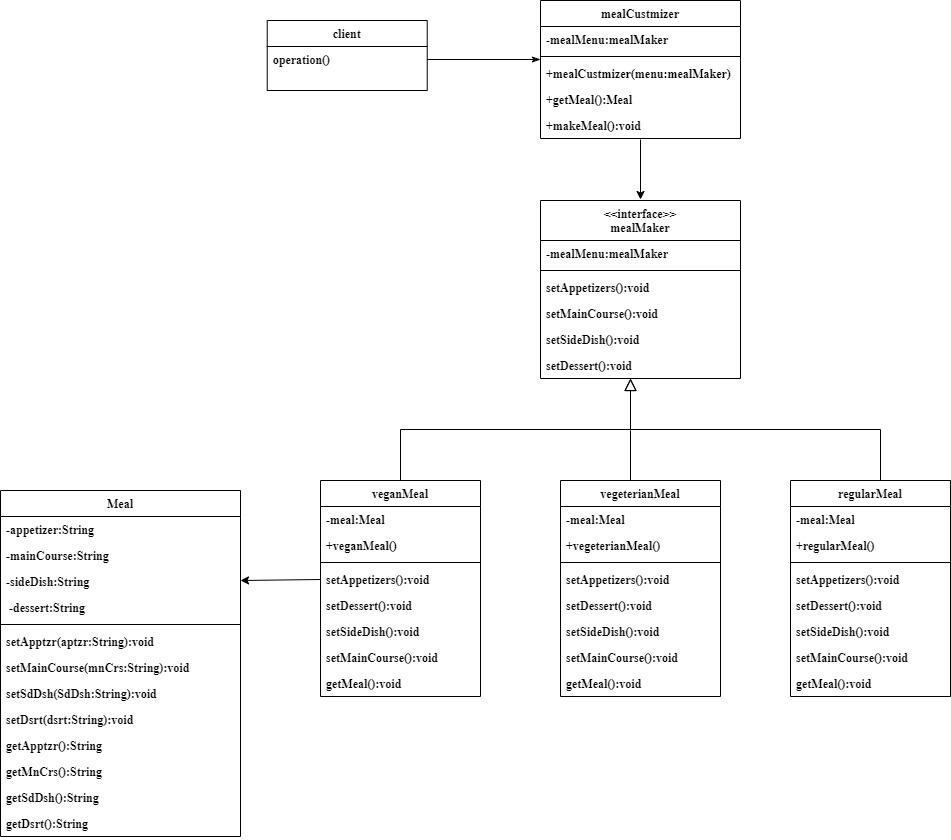 client
operation()
mealCustmizer
-mealMenu:mealMaker
+mealCustmizer(menu:mealMaker)
+getMeal():Meal
+makeMeal():void
<<interface>>
mealMaker
-mealMenu:mealMaker
setAppetizers():void
setMainCourse():void
setSideDish():void
setDessert():void
Meal
-appetizer:String
-mainCourse:String
-sideDish:String
-dessert:String
setApptzr(aptzr:String):void
setMainCourse(mnCrs:String):void
setSdDsh(SdDsh:String):void
setDsrt(dsrt:String):void
getApptzr():String
getMnCrs():String
getSdDsh():String
getDsrt():String
veganMeal
-meal:Meal
+veganMeal()
setAppetizers():void
setDessert():void
setSideDish():void
setMainCourse():void
getMeal():void
vegeterianMeal
-meal:Meal
+vegeterianMeal()
setAppetizers():void
setDessert():void
setSideDish():void
setMainCourse():void
getMeal():void
regularMeal
-meal:Meal
+regularMeal()
setAppetizers():void
setDessert():void
setSideDish():void
setMainCourse():void
getMeal():void